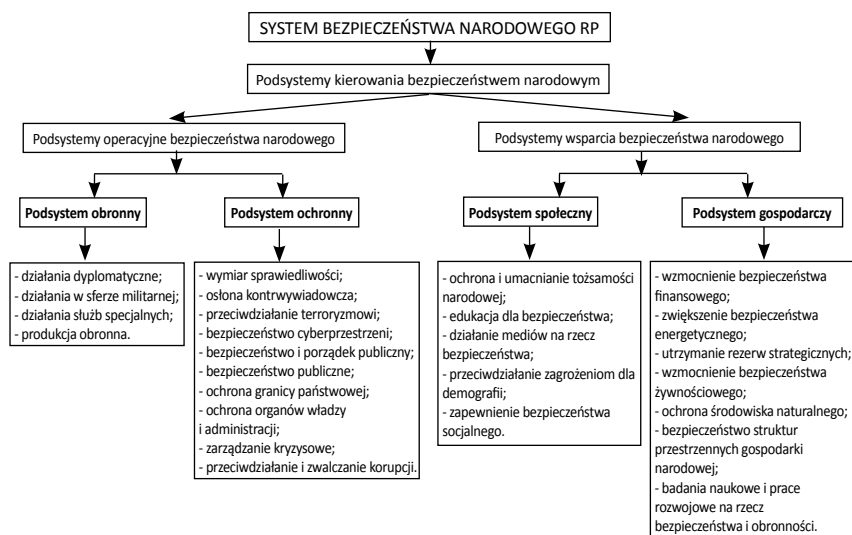 SYSTEM BEZPIECZEŃSTWA NARODOWEGO RP
Podsystemy kierowania bezpieczeństwem narodowym
Podsystemy operacyjne bezpieczeństwa narodowego
Podsystemy wsparcia bezpieczeństwa narodowego
Podsystem obronny
Podsystem ochronny
Podsystem społeczny
Podsystem gospodarczy
- działania dyplomatyczne;
- działania w sferze militarnej;
- działania służb specjalnych;
- produkcja obronna.
- wymiar sprawiedliwości;
- osłona kontrwywiadowcza;
- przeciwdziałanie terroryzmowi;
- bezpieczeństwo cyberprzestrzeni;
- bezpieczeństwo i porządek publiczny;
- bezpieczeństwo publiczne;
- ochrona granicy państwowej;
- ochrona organów władzy
i administracji;
- zarządzanie kryzysowe;
- przeciwdziałanie i zwalczanie korupcji.
- ochrona i umacnianie tożsamości
narodowej;
- edukacja dla bezpieczeństwa;
- działanie mediów na rzecz
bezpieczeństwa;
- przeciwdziałanie zagrożeniom dla
demografii;
- zapewnienie bezpieczeństwa
socjalnego.
- wzmocnienie bezpieczeństwa
finansowego;
- zwiększenie bezpieczeństwa
energetycznego;
- utrzymanie rezerw strategicznych;
- wzmocnienie bezpieczeństwa
żywnościowego;
- ochrona środowiska naturalnego;
- bezpieczeństwo struktur
przestrzennych gospodarki
narodowej;
- badania naukowe i prace
rozwojowe na rzecz
bezpieczeństwa i obronności.